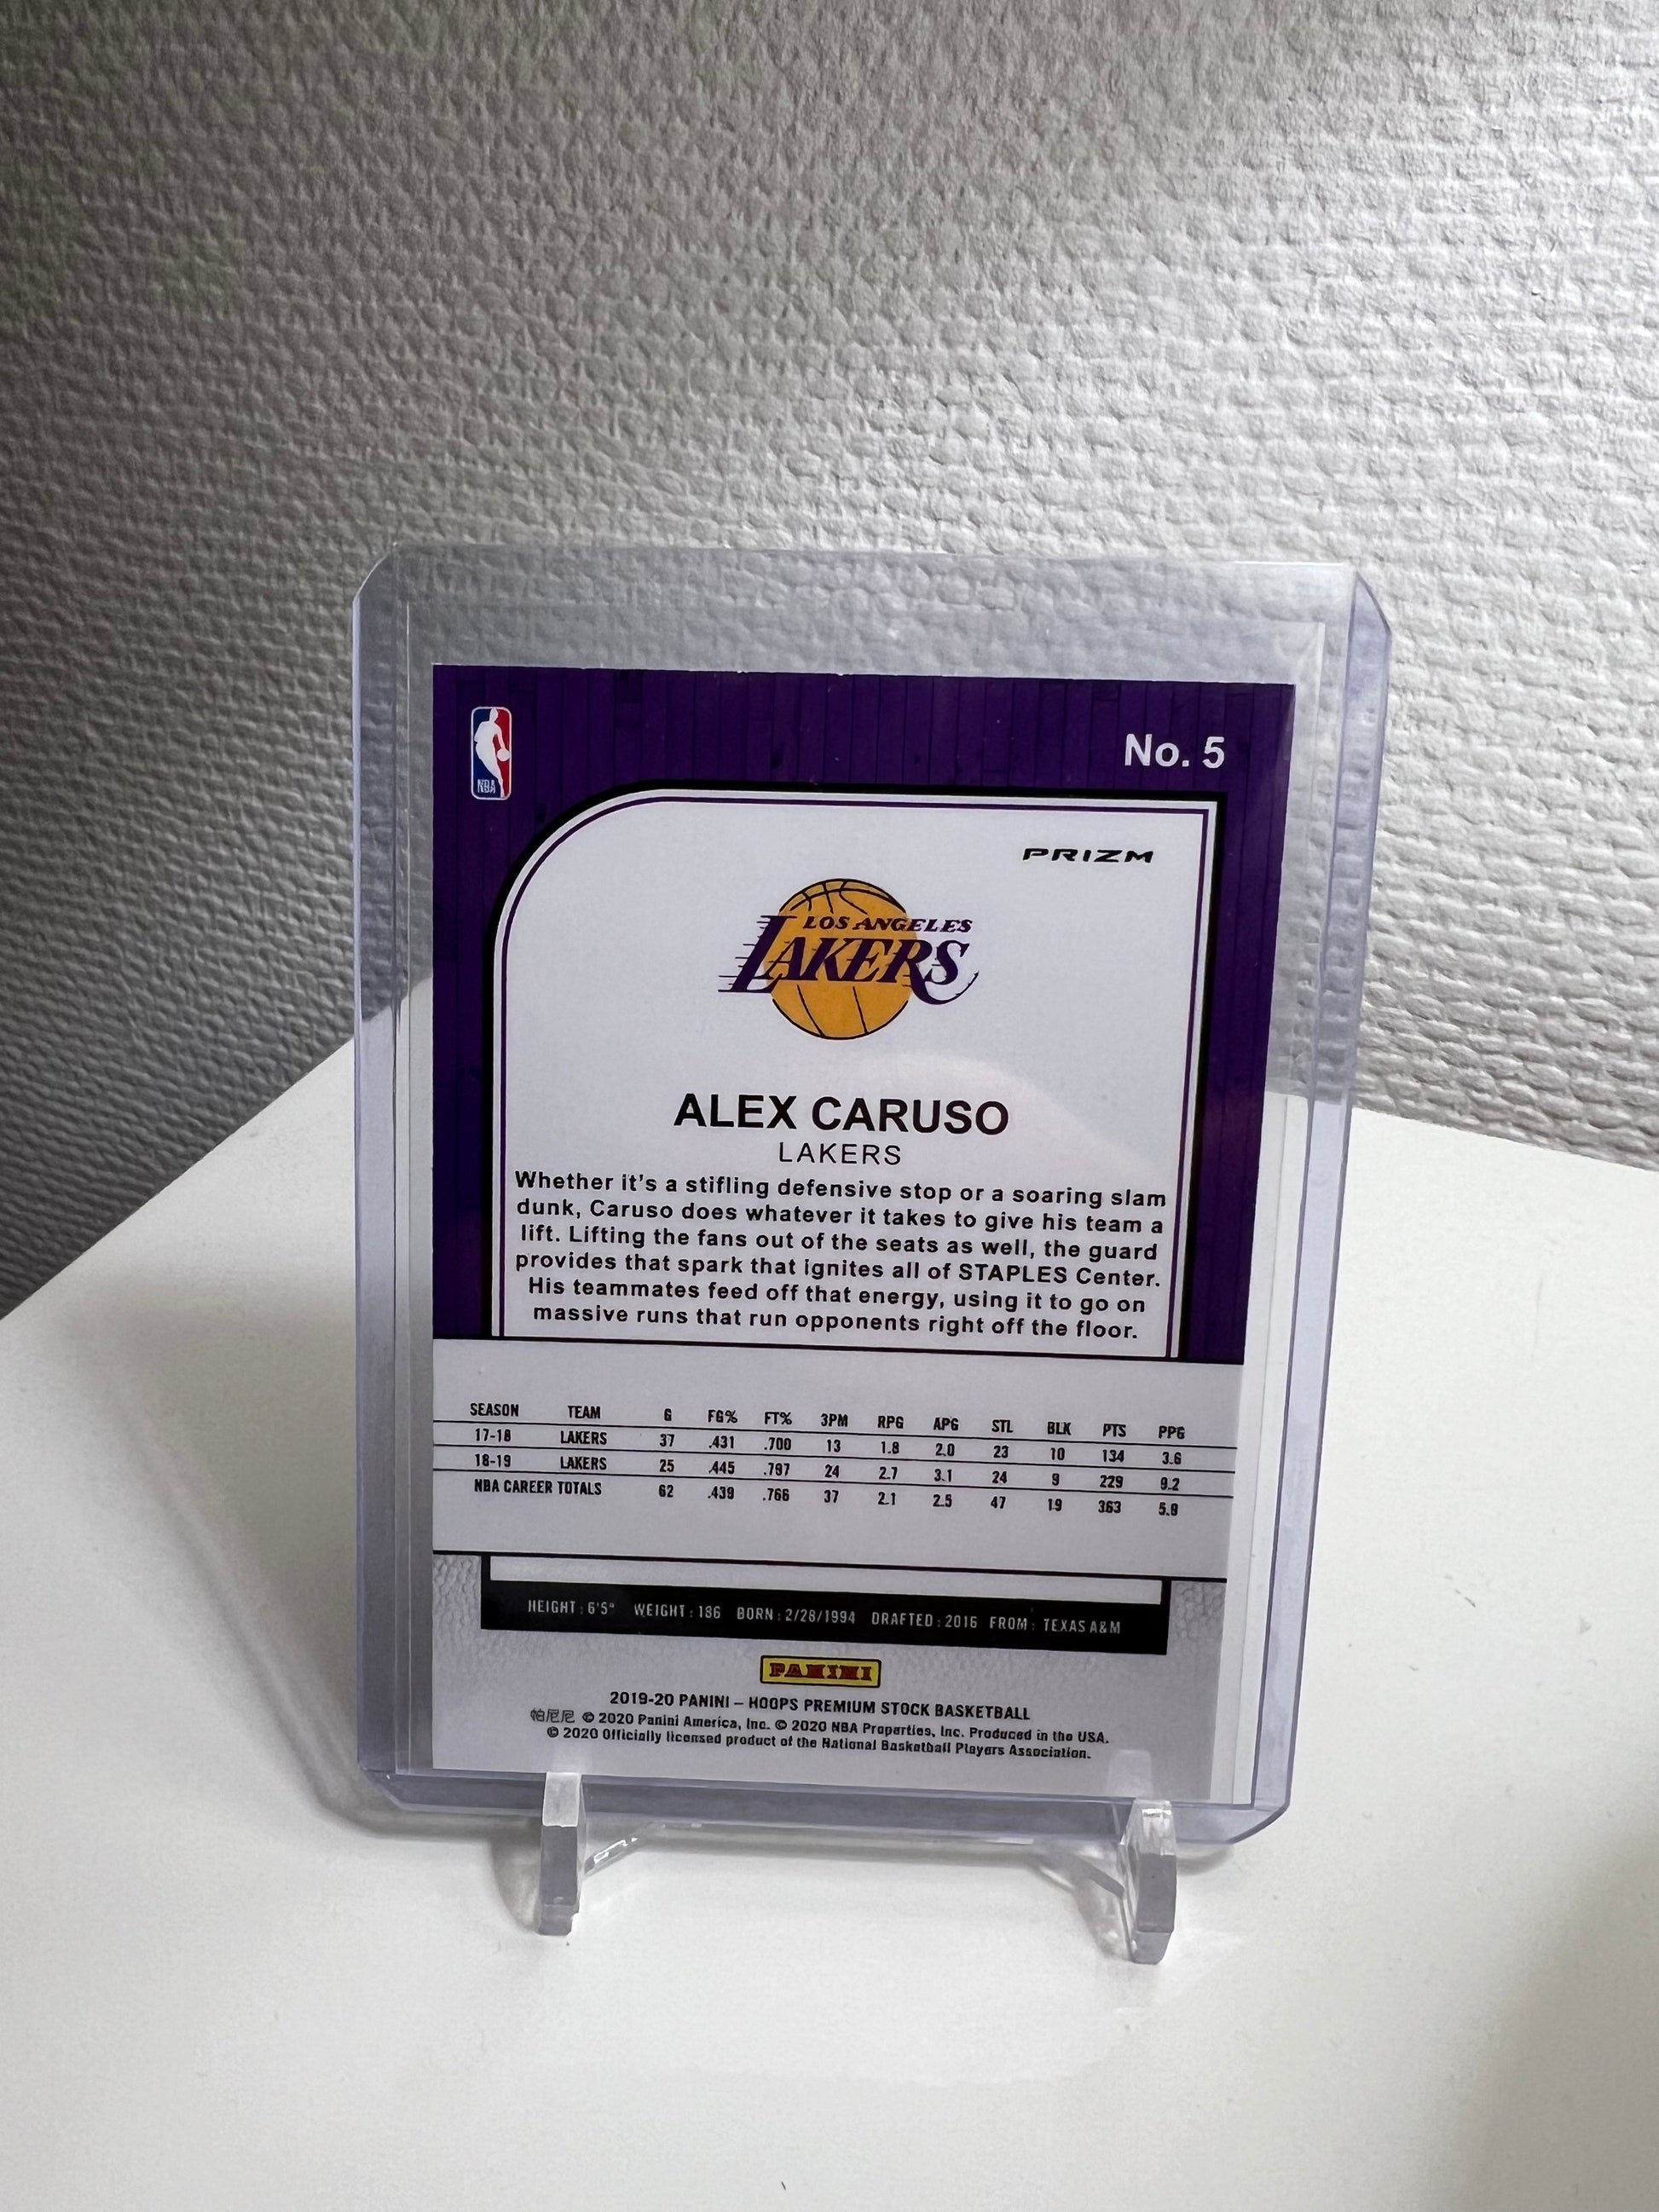 No. 5
NBA
PRIZM
LOS ANGELES
LAKERS
ALEX CARUSO
LAKERS
Whether it's a stifling defensive stop or a soaring slam
dunk, Caruso does whatever it takes to give his team a
lift. Lifting the fans out of the seats as well, the guard
provides that spark that ignites all of STAPLES Center.
His teammates feed off that energy, using it to go on
massive runs that run opponents right off the floor.
SEASON TEAM G FG% FT% 3PM RPG APG STL BLK PTS PPG
17-18 LAKERS 37 .431 .700 13 1.8 2.0 23 10 134 3.6
18-19 LAKERS 25 .445 .797 24 2.7 3.1 24 9 229 9.2
NBA CAREER TOTALS 62 .439 .766 37 2.1 2.5 47 19 363 5.9
HEIGHT: 6'5" WEIGHT: 186 BORN: 2/28/1994 DRAFTED: 2016 FROM: TEXAS A&M
PANINI
2019-20 PANINI – HOOPS PREMIUM STOCK BASKETBALL
帕尼尼 © 2020 Panini America, Inc. © 2020 NBA Properties, Inc. Produced in the USA.
© 2020 Officially licensed product of the National Basketball Players Association.